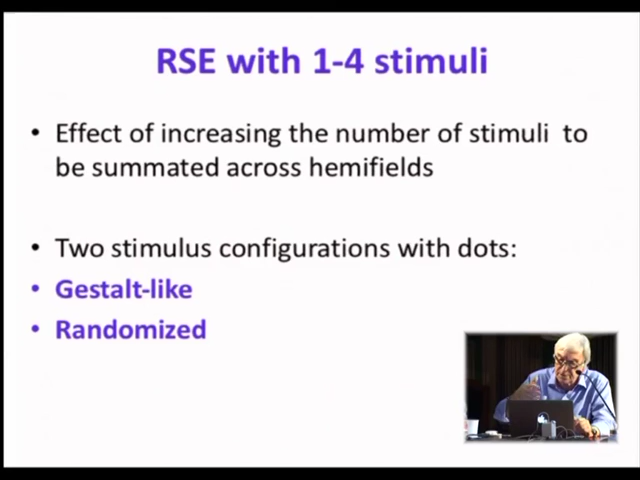 RSE with 1-4 stimuli
• Effect of increasing the number of stimuli  to
be summated across hemifields
• Two stimulus configurations with dots:
• Gestalt-like
• Randomized